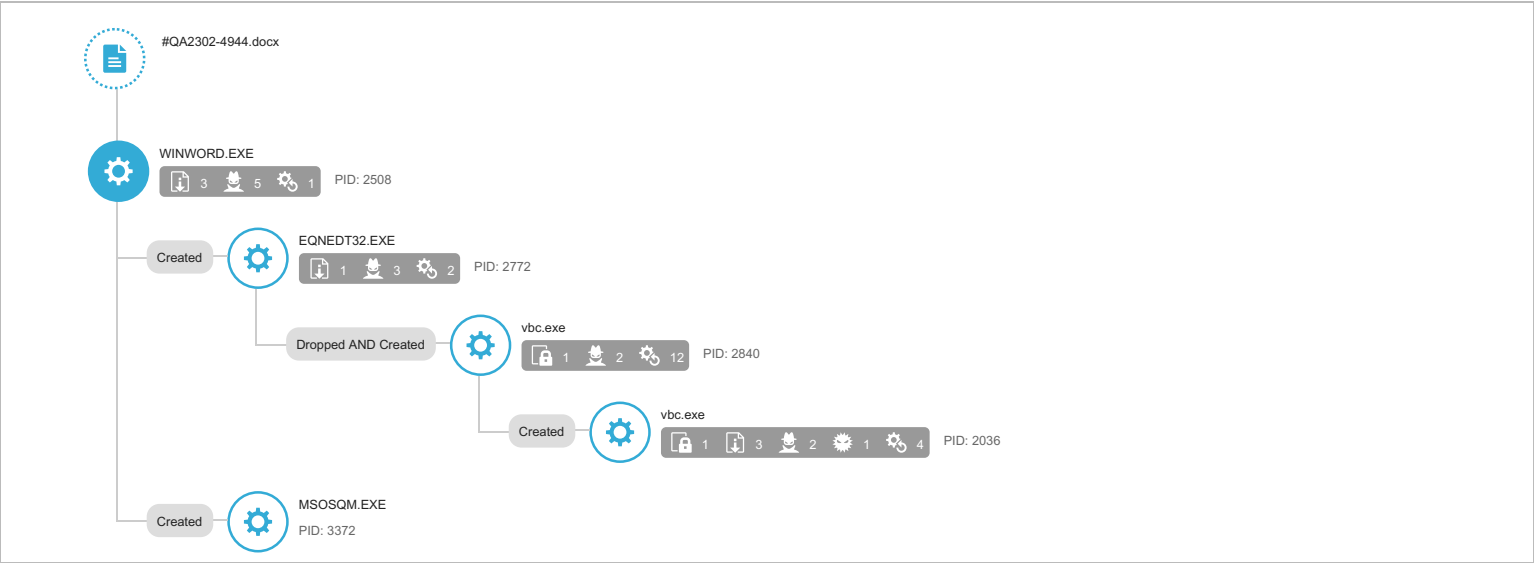 #QA2302-4944.docx
WINWORD.EXE
3 5 1 PID: 2508
Created
EQNEDT32.EXE
1 3 2 PID: 2772
Dropped AND Created
vbc.exe
1 2 12 PID: 2840
Created
vbc.exe
1 3 2 1 4 PID: 2036
Created
MSOSQM.EXE
PID: 3372